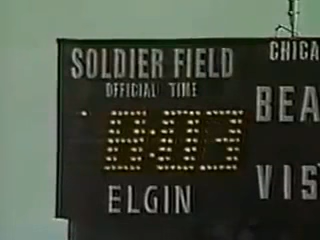 SOLDIER FIELD
OFFICIAL TIME
ELGIN
CHICA
BEA
VIS